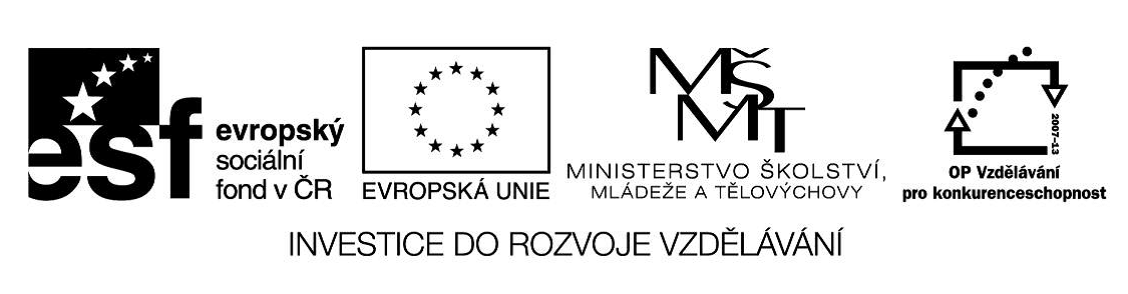 esf
evropský
sociální
fond v ČR
EVROPSKÁ UNIE
MŠ
MT
MINISTERSTVO ŠKOLSTVÍ,
MLÁDEŽE A TĚLOVÝCHOVY
2007-13
OP Vzdělávání
pro konkurenceschopnost
INVESTICE DO ROZVOJE VZDĚLÁVÁNÍ